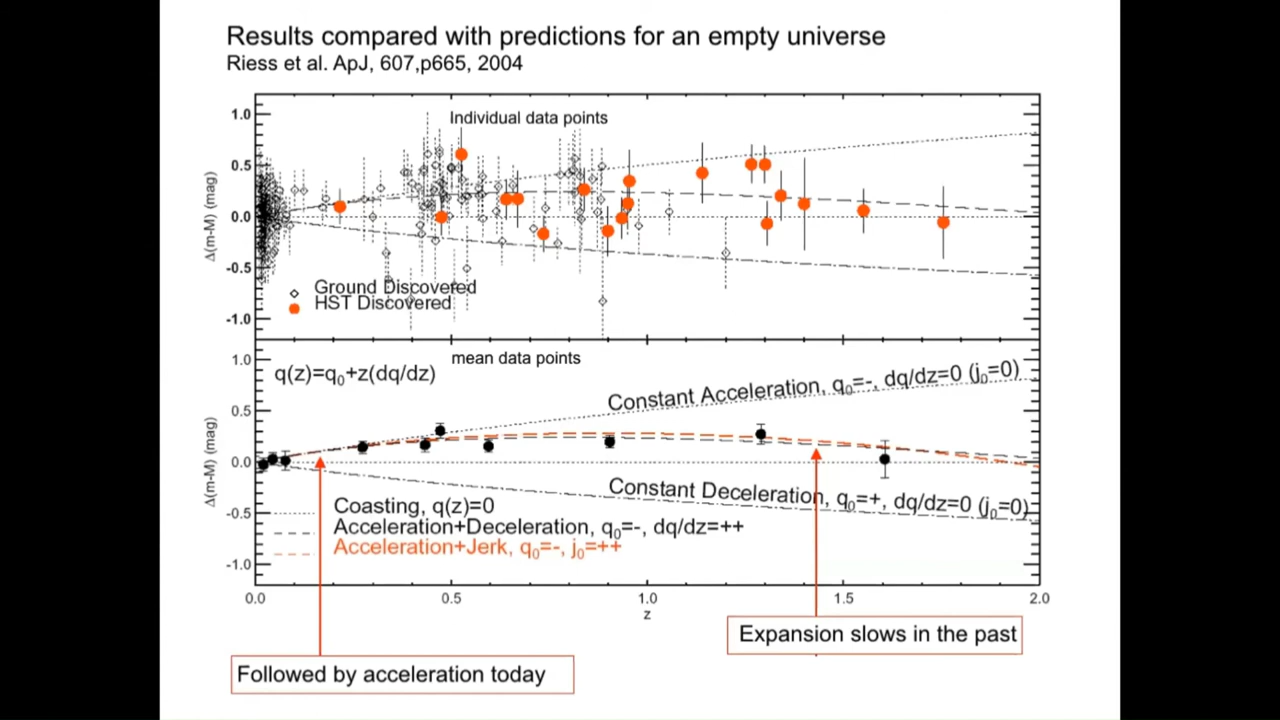 Results compared with predictions for an empty universe
Riess et al. ApJ, 607,p665, 2004
Individual data points
Δ(m-M) (mag)
1.0
0.5
0.0
-0.5
-1.0
Ground Discovered
HST Discovered
mean data points
q(z)=q₀+z(dq/dz)
Constant Acceleration, q₀=-, dq/dz=0 (j₀=0)
Δ(m-M) (mag)
1.0
0.5
0.0
-0.5
-1.0
Constant Deceleration, q₀=+, dq/dz=0 (j₀=0)
Coasting, q(z)=0
Acceleration+Deceleration, q₀=-, dq/dz=++
Acceleration+Jerk, q₀=-, j₀=++
0.0 0.5 1.0 1.5 2.0
z
Expansion slows in the past
Followed by acceleration today